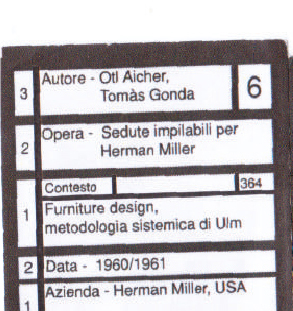 3 Autore - Otl Aicher, 6
Tomàs Gonda
2 Opera - Sedute impilabili per
Herman Miller
Contesto 364
1 Furniture design,
metodologia sistemica di Ulm
2 Data - 1960/1961
1 Azienda - Herman Miller, USA